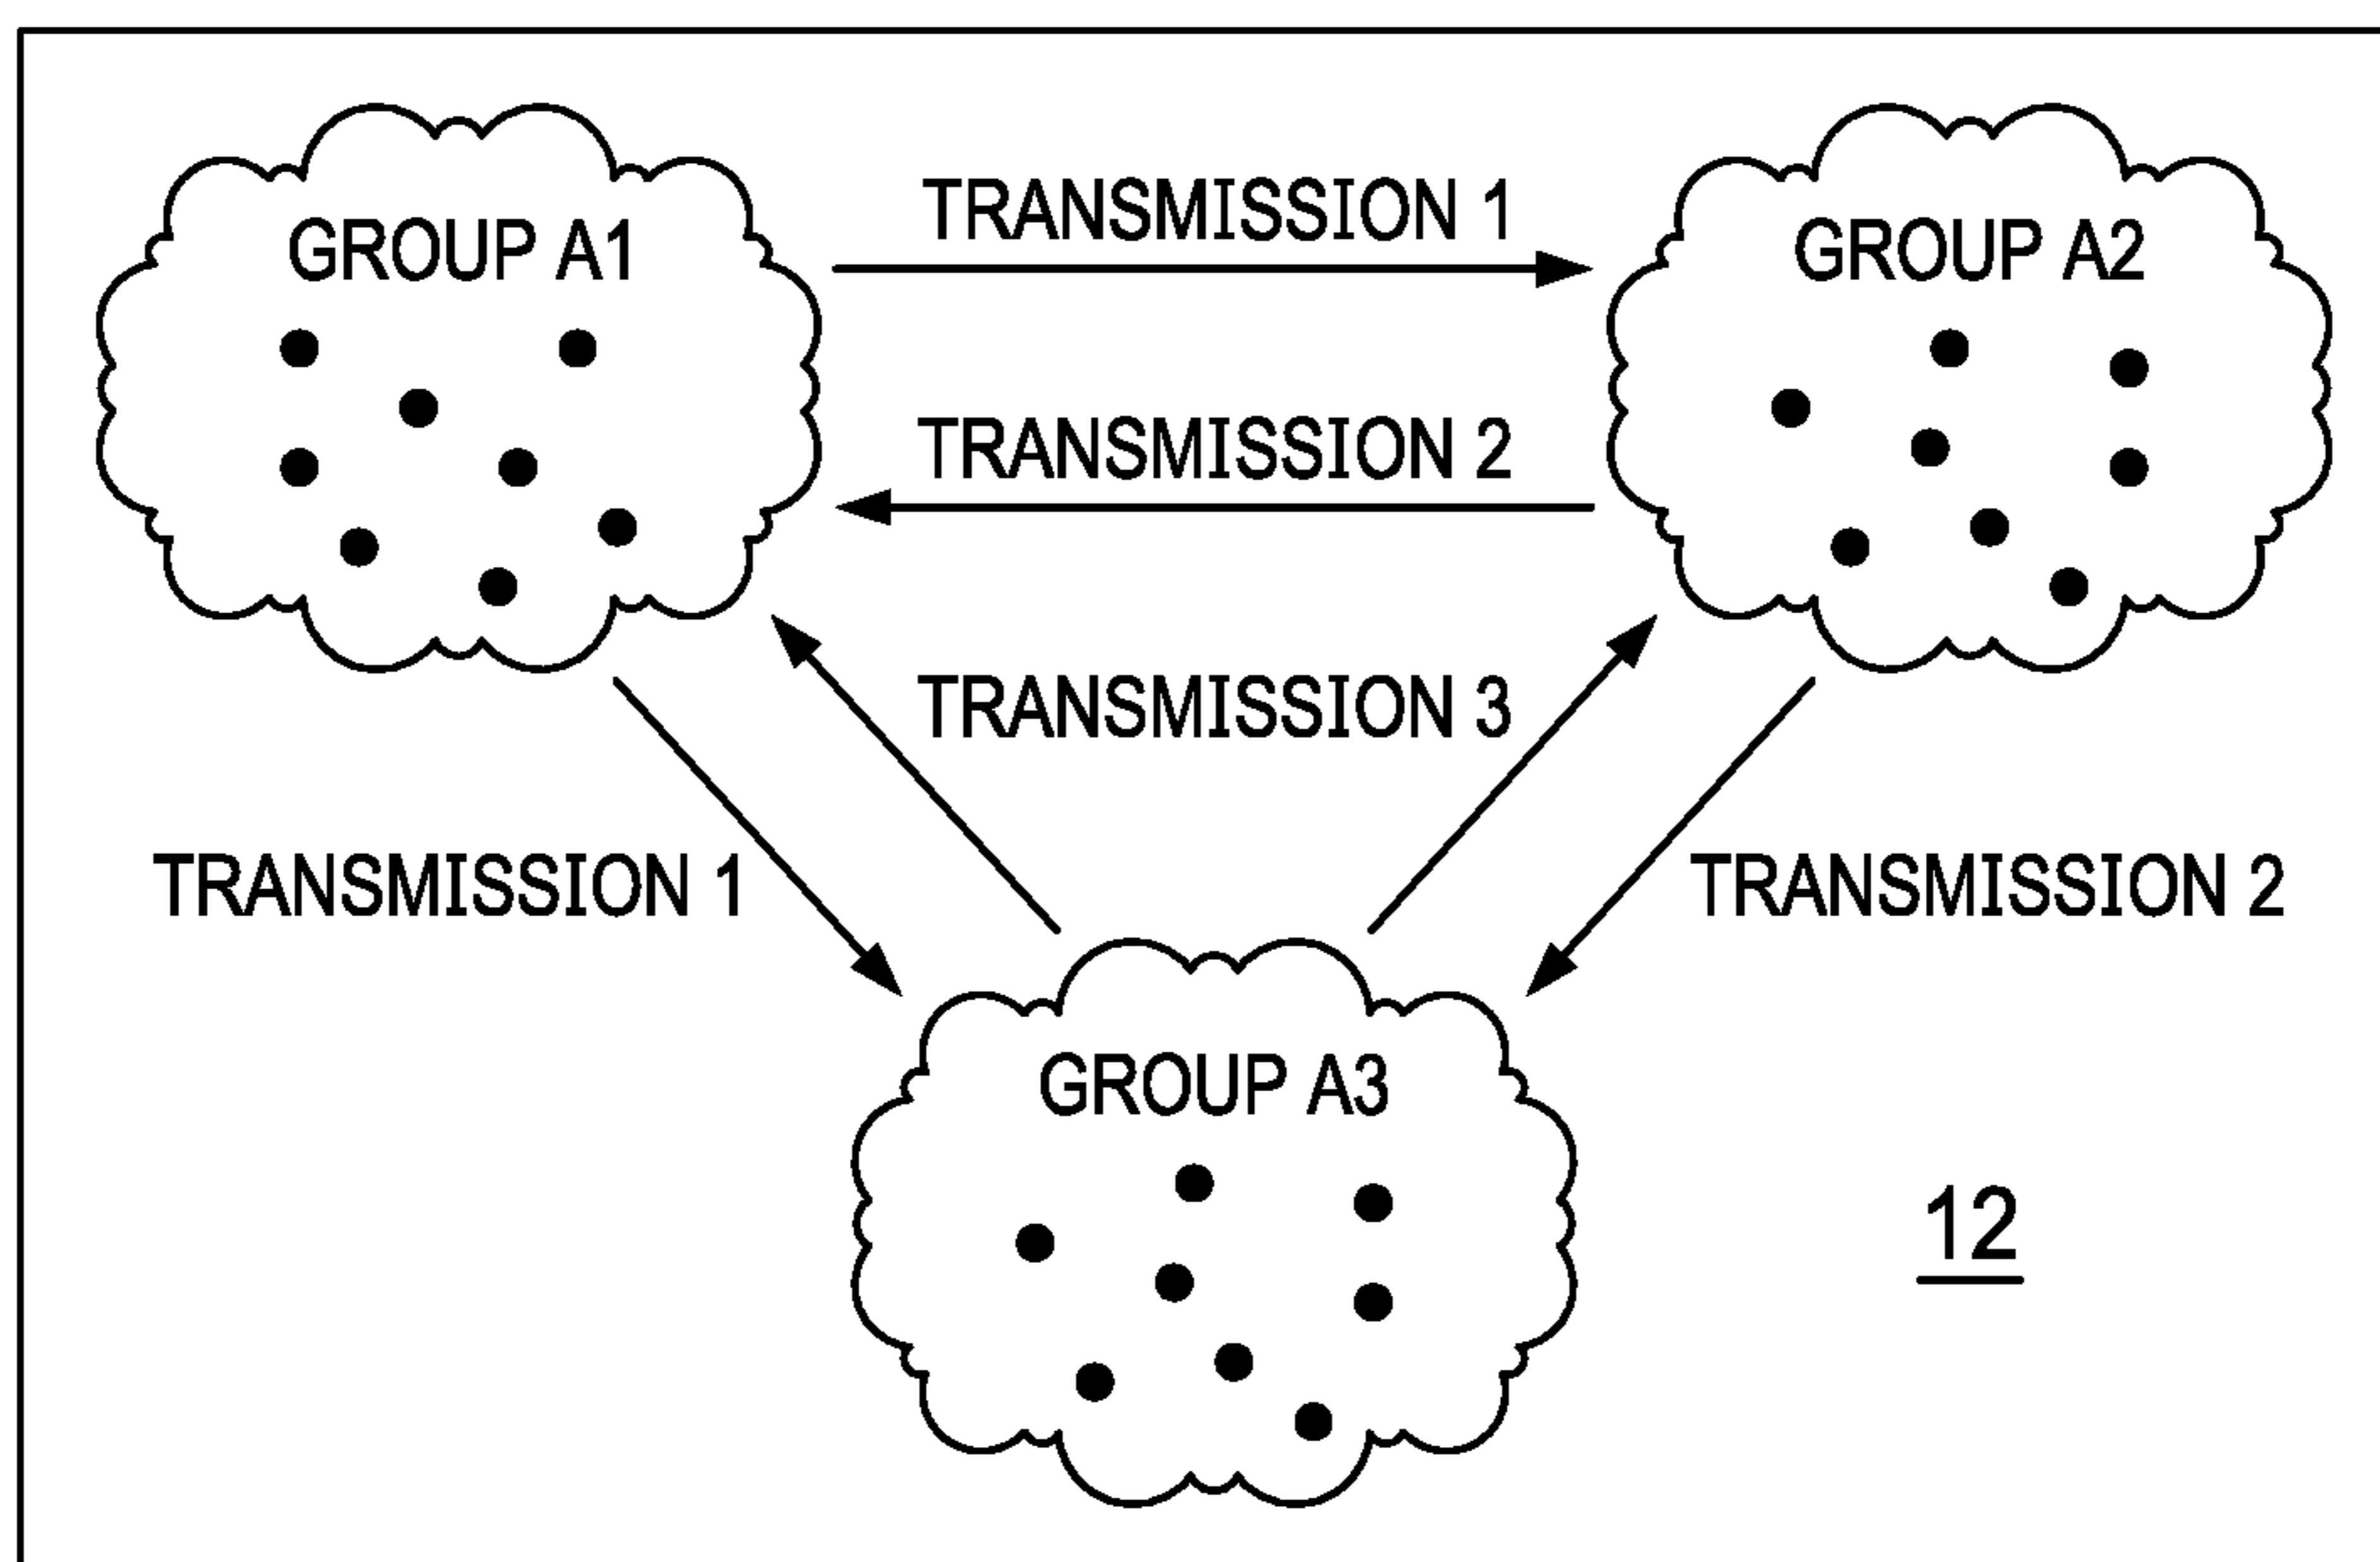 TRANSMISSION 1
GROUP A1
GROUP A2
TRANSMISSION 2
TRANSMISSION 3
TRANSMISSION 1
TRANSMISSION 2
GROUP A3
12